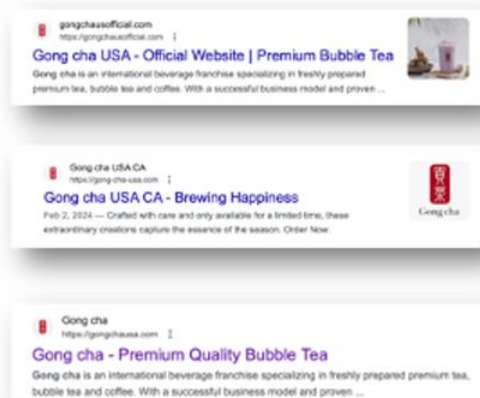 gongchausofficial.com
https://gongchausofficial.com
Gong cha USA - Official Website | Premium Bubble Tea
Gong cha is an international beverage franchise specializing in freshly prepared
premium tea, bubble tea and coffee. With a successful business model and proven ...
Gong cha USA CA
https://gong-cha-usa.com
Gong cha USA CA - Brewing Happiness
Feb 2, 2024 — Crafted with care and only available for a limited time, these
extraordinary creations capture the essence of the season. Order Now.
貢茶
Gong cha
Gong cha
https://gongchausa.com
Gong cha - Premium Quality Bubble Tea
Gong cha is an international beverage franchise specializing in freshly prepared premium tea,
bubble tea and coffee. With a successful business model and proven ...